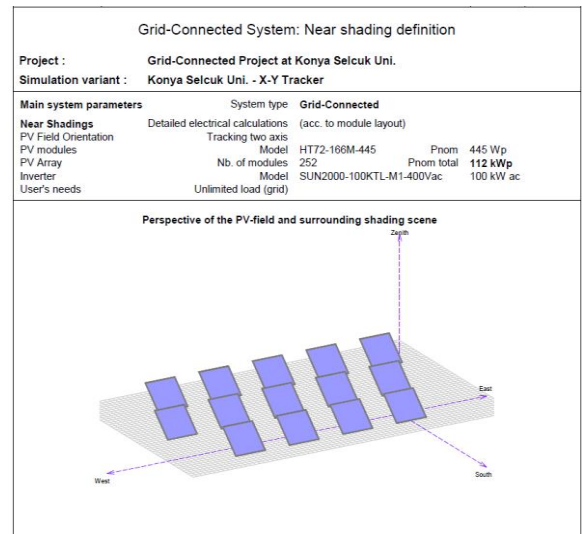 Grid-Connected System: Near shading definition
Project : Grid-Connected Project at Konya Selcuk Uni.
Simulation variant : Konya Selcuk Uni. - X-Y Tracker
Main system parameters System type Grid-Connected
Near Shadings Detailed electrical calculations (acc. to module layout)
PV Field Orientation Tracking two axis
PV modules Model HT72-166M-445 Pnom 445 Wp
PV Array Nb. of modules 252 Pnom total 112 kWp
Inverter Model SUN2000-100KTL-M1-400Vac 100 kW ac
User's needs Unlimited load (grid)
Perspective of the PV-field and surrounding shading scene
Zenith
East
West
South